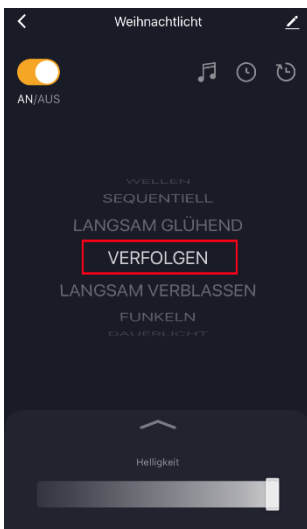 Weihnachtlicht
AN/AUS
WELLEN
SEQUENTIELL
LANGSAM GLÜHEND
VERFOLGEN
LANGSAM VERBLASSEN
FUNKELN
DAUERLICHT
Helligkeit